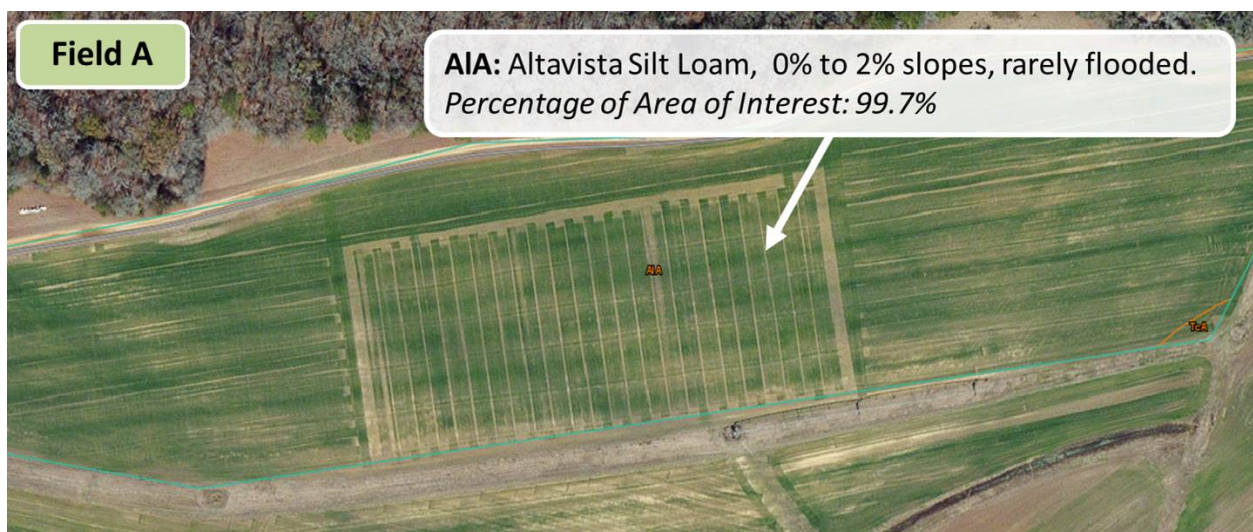 Field A
AlA: Altavista Silt Loam, 0% to 2% slopes, rarely flooded.
Percentage of Area of Interest: 99.7%
AlA
TcA